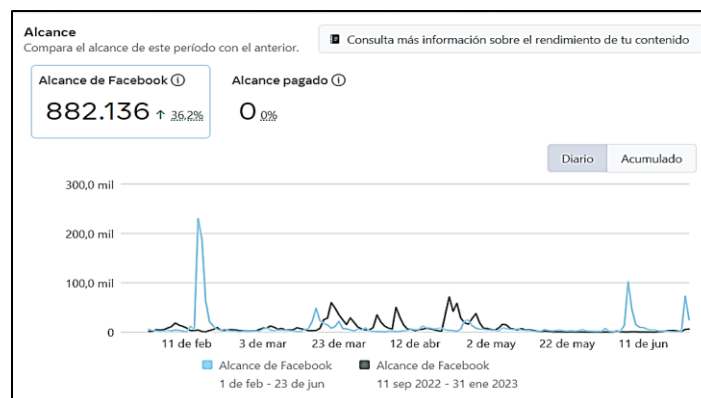 Alcance
Compara el alcance de este período con el anterior.
Consulta más información sobre el rendimiento de tu contenido
Alcance de Facebook
882.136 ↑ 36,2%
Alcance pagado
0 0%
Diario
Acumulado
300,0 mil
200,0 mil
100,0 mil
0
11 de feb
3 de mar
23 de mar
12 de abr
2 de may
22 de may
11 de jun
Alcance de Facebook
1 de feb - 23 de jun
Alcance de Facebook
11 sep 2022 - 31 ene 2023